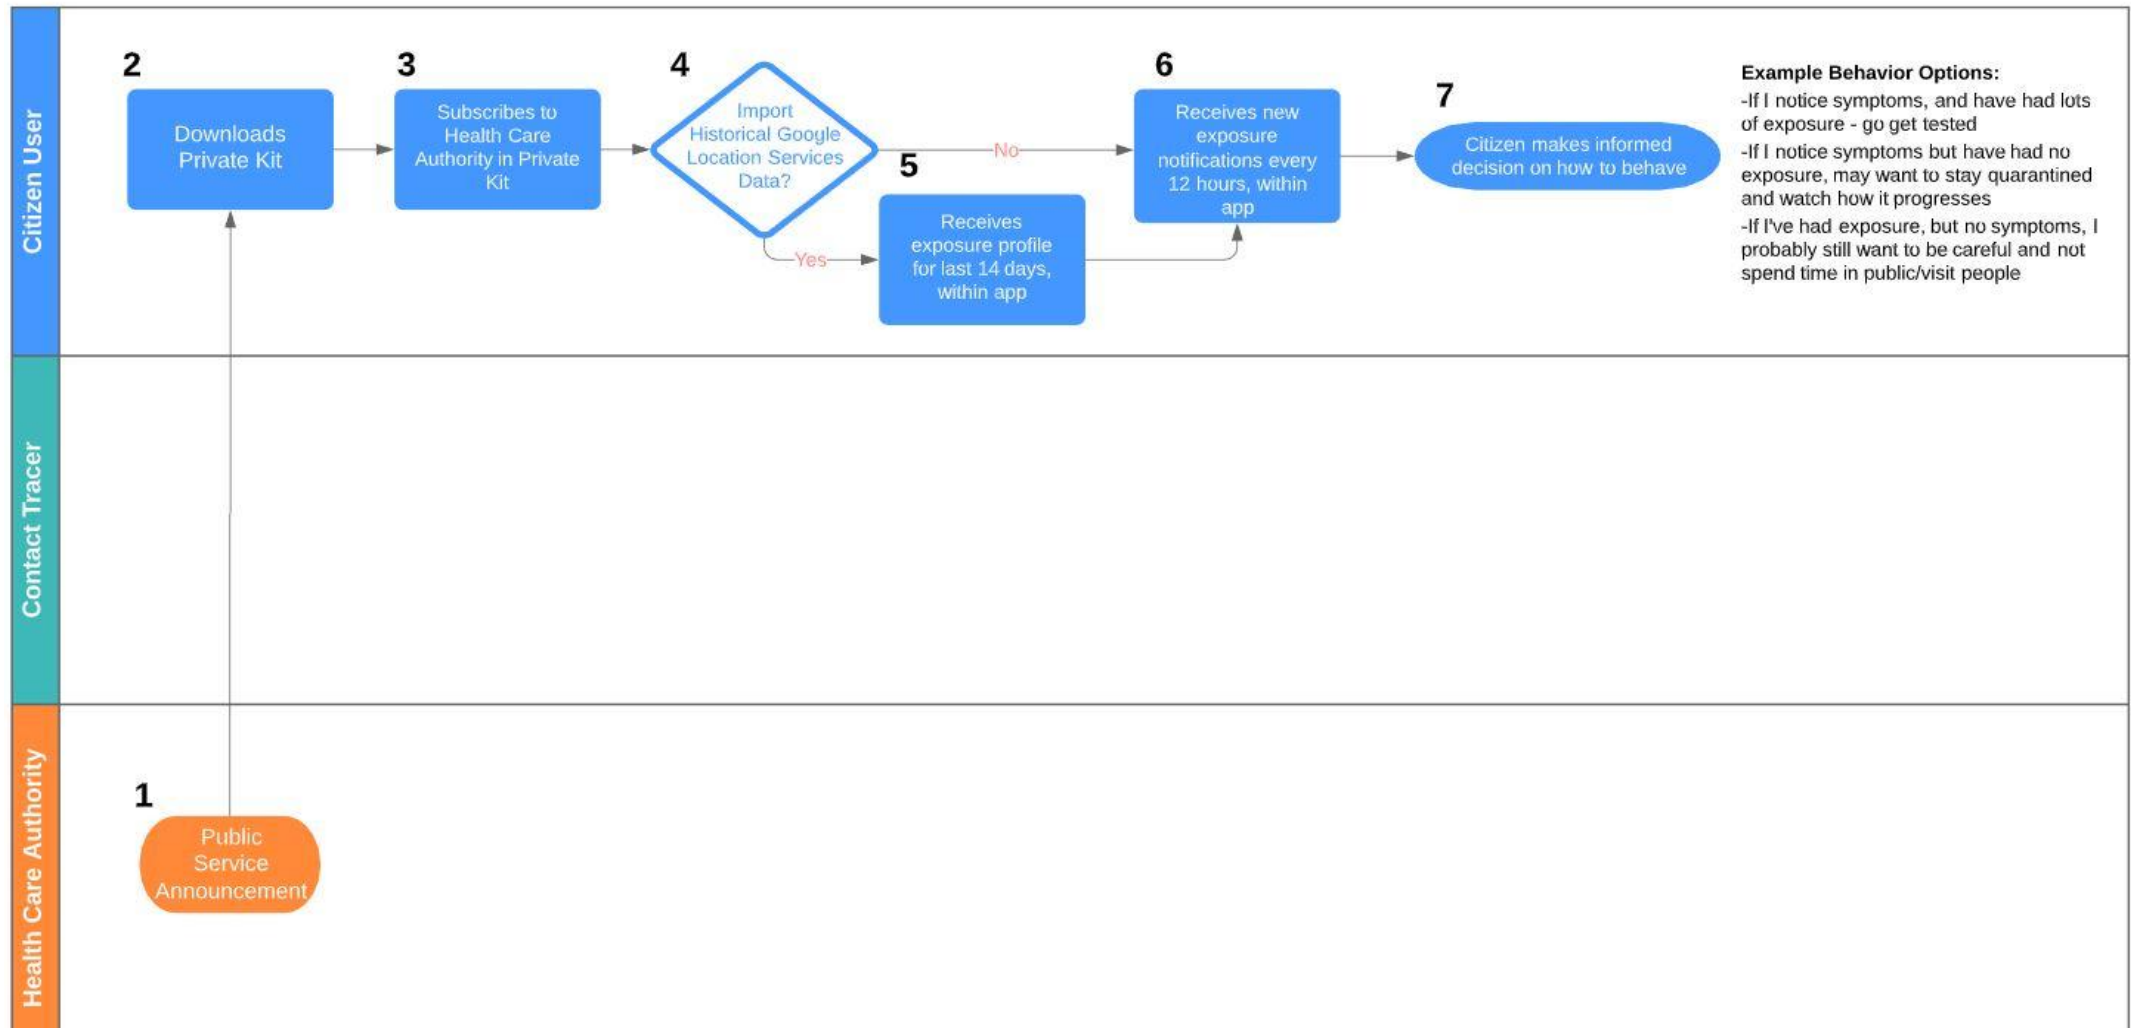 Citizen User
2
Downloads
Private Kit
3
Subscribes to
Health Care
Authority in Private
Kit
4
Import
Historical Google
Location Services
Data?
No
Yes
5
Receives
exposure profile
for last 14 days,
within app
6
Receives new
exposure
notifications every
12 hours, within
app
7
Citizen makes informed
decision on how to behave
Example Behavior Options:
-If I notice symptoms, and have had lots
of exposure - go get tested
-If I notice symptoms but have had no
exposure, may want to stay quarantined
and watch how it progresses
-If I've had exposure, but no symptoms, I
probably still want to be careful and not
spend time in public/visit people
Contact Tracer
Health Care Authority
1
Public
Service
Announcement